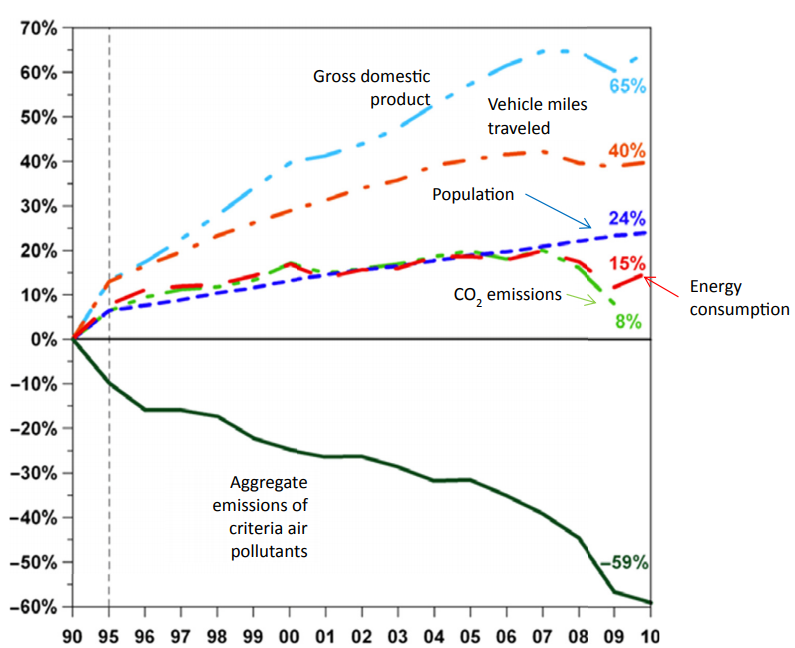 70%
60%
50%
40%
30%
20%
10%
0%
–10%
–20%
–30%
–40%
–50%
–60%
Gross domestic
product
65%
Vehicle miles
traveled
40%
Population
24%
15%
Energy
consumption
CO2 emissions
8%
Aggregate
emissions of
criteria air
pollutants
–59%
90 95 96 97 98 99 00 01 02 03 04 05 06 07 08 09 10